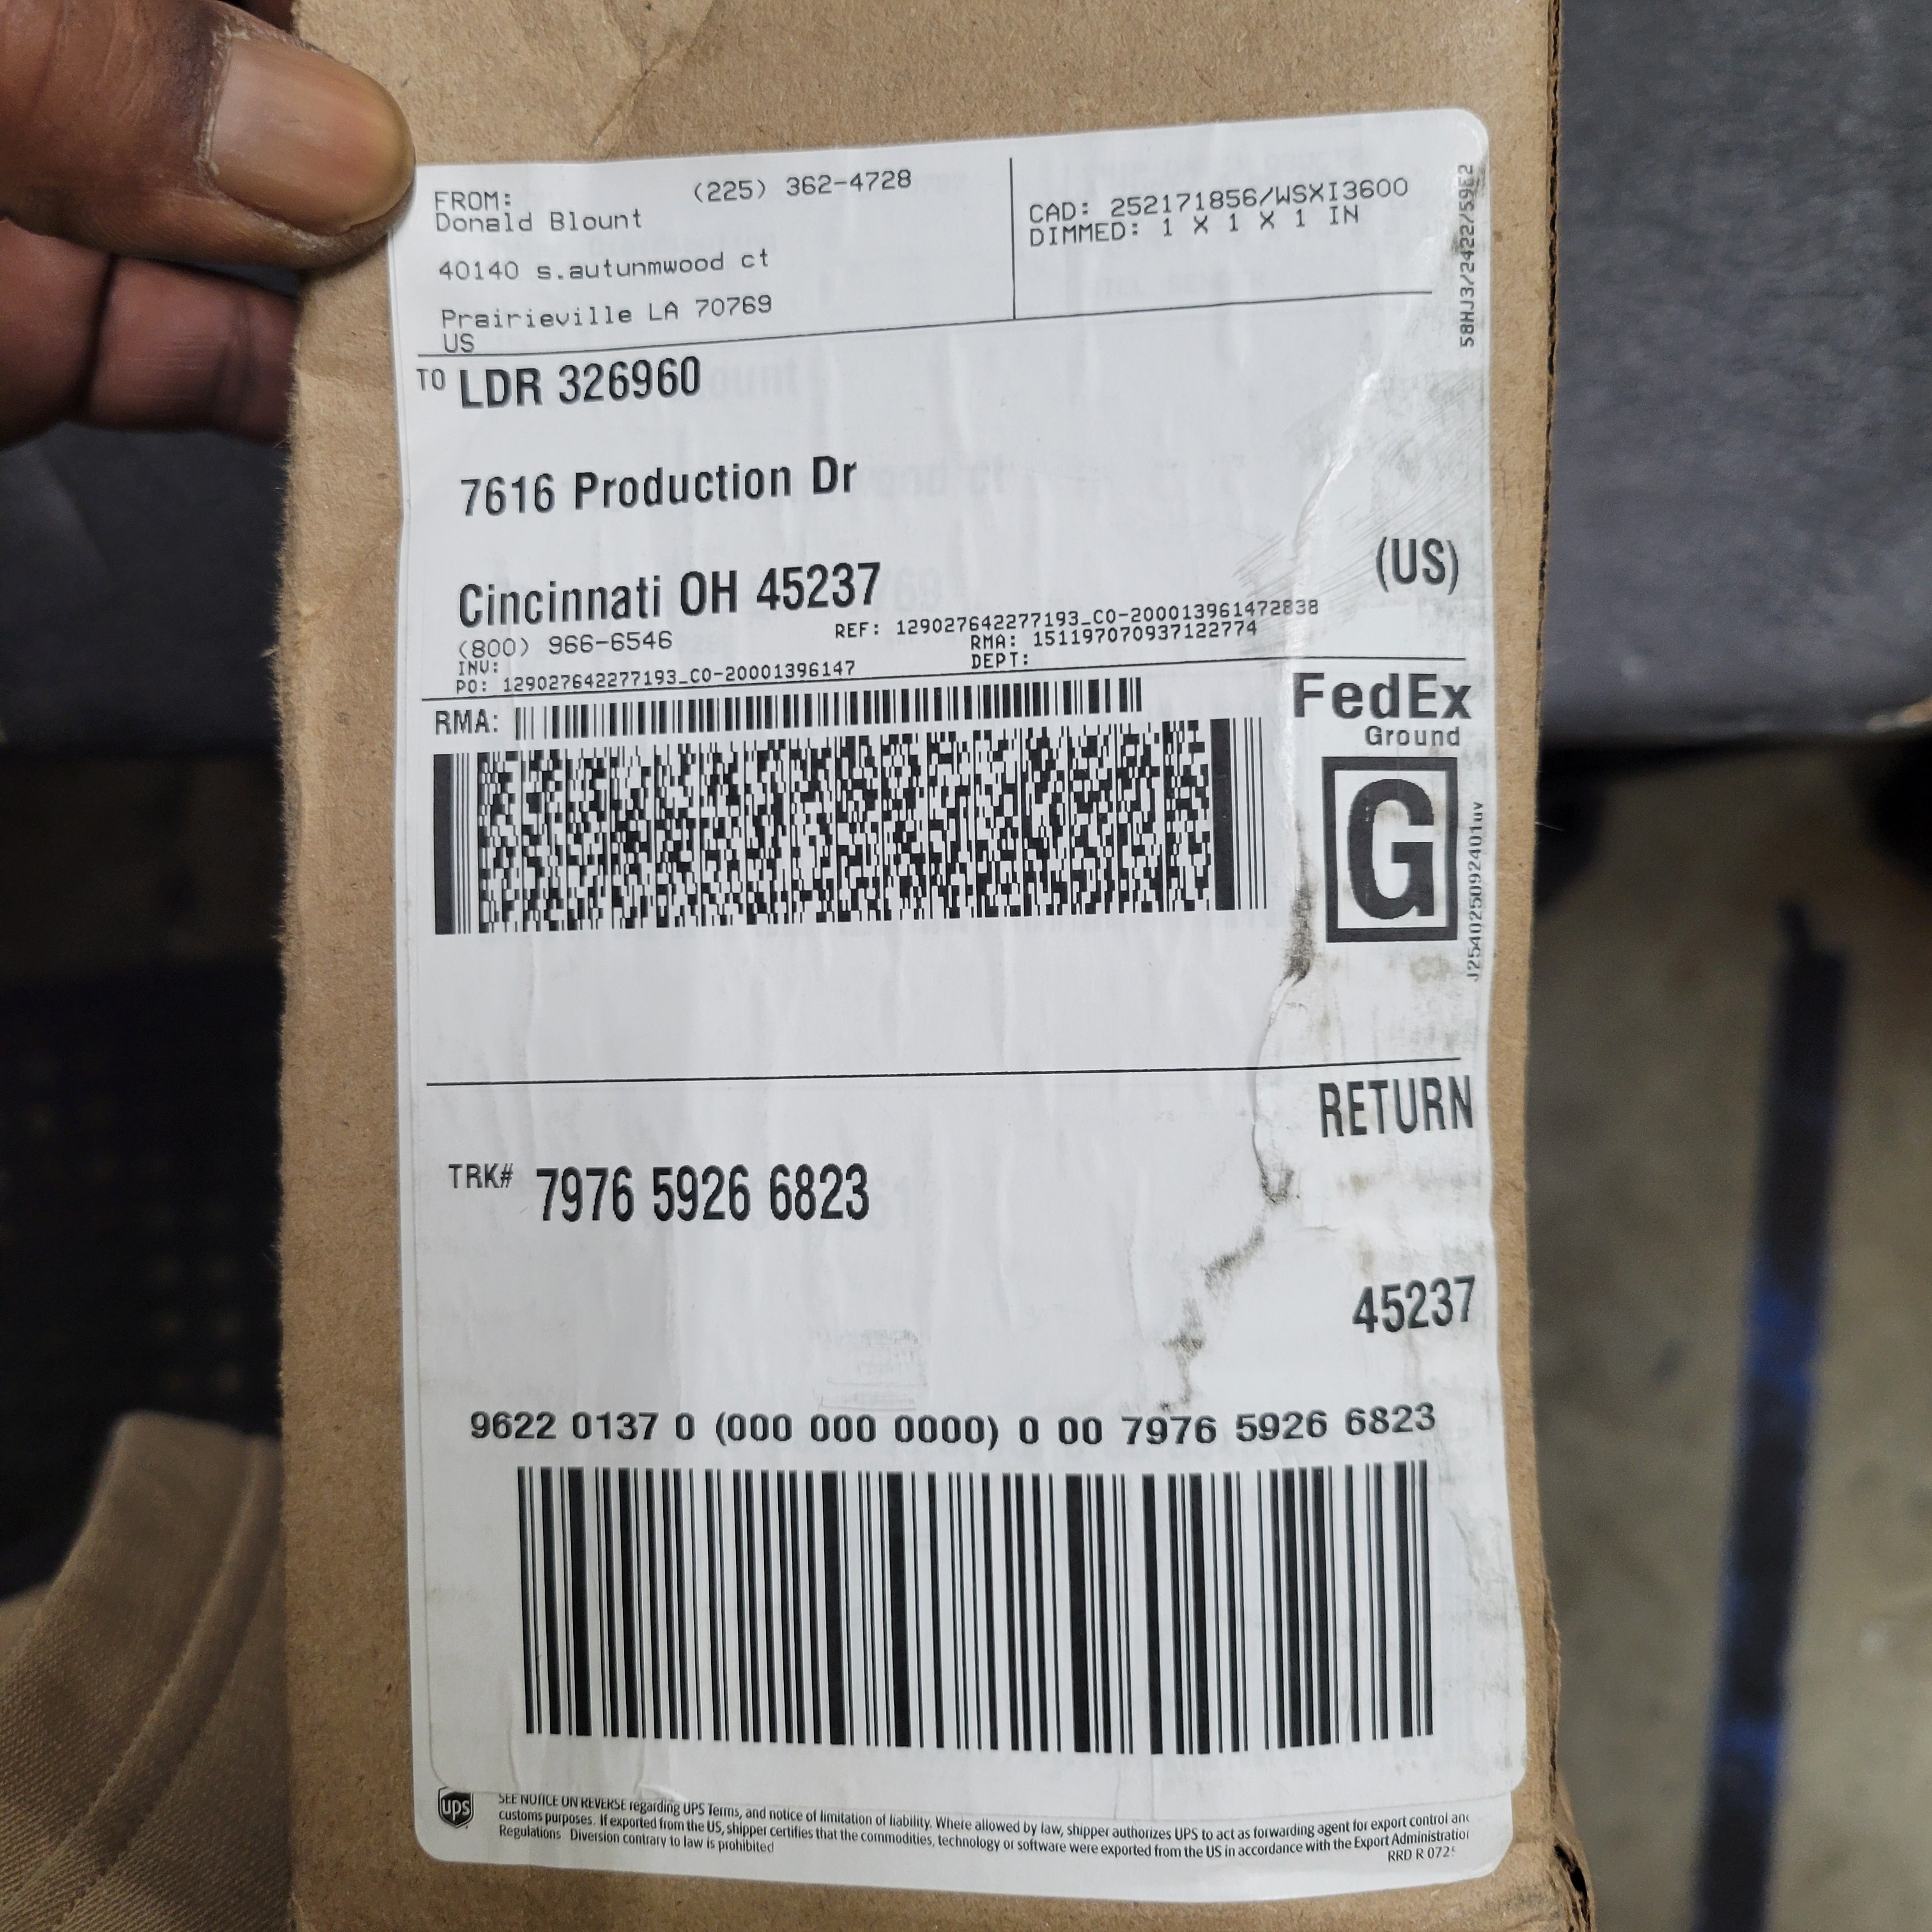 FROM: (225) 362-4728
Donald Blount
40140 s.autunmwood ct
Prairieville LA 70769
US
CAD: 252171856/WSXI3600
DIMMED: 1 X 1 X 1 IN
58HJ3/2422/59E2
TO LDR 326960
7616 Production Dr
Cincinnati OH 45237
(US)
(800) 966-6546
REF: 129027642277193_CO-200013961472838
INV:
RMA: 151197070937122774
PO: 129027642277193_CO-20001396147
DEPT:
RMA:
FedEx
Ground
G
J254025092401uv
RETURN
TRK# 7976 5926 6823
45237
9622 0137 0 (000 000 0000) 0 00 7976 5926 6823
ups
SEE NOTICE ON REVERSE regarding UPS Terms, and notice of limitation of liability. Where allowed by law, shipper authorizes UPS to act as forwarding agent for export control and
customs purposes. If exported from the US, shipper certifies that the commodities, technology or software were exported from the US in accordance with the Export Administration
Regulations Diversion contrary to law is prohibited
RRD R 072